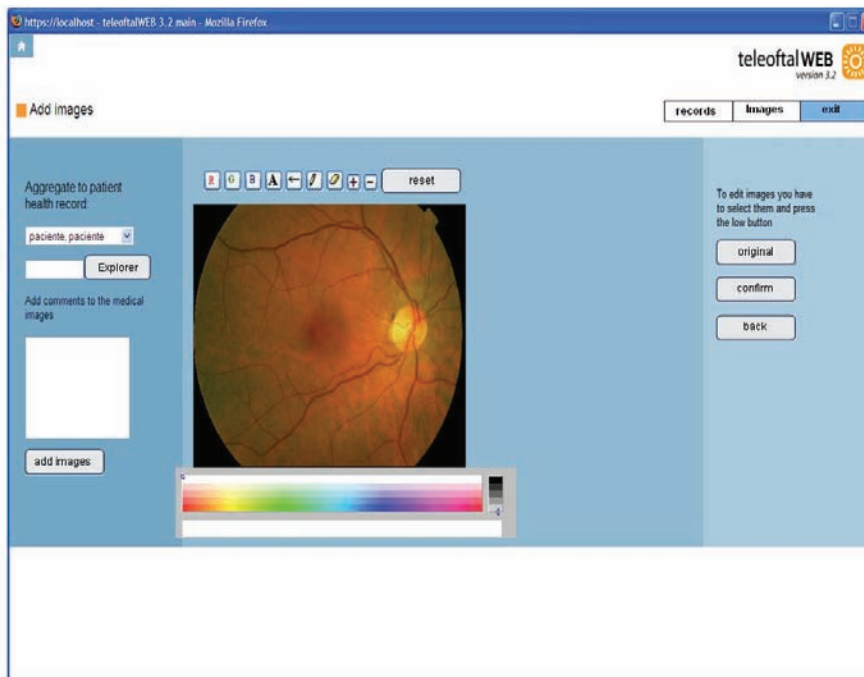 https://localhost - teleoftalWEB 3.2 main - Mozilla Firefox
teleoftalWEB
version 3.2
Add images
records Images exit
Aggregate to patient
health record:
paciente, paciente
Explorer
Add comments to the medical
images
add images
R G B A
reset
To edit images you have
to select them and press
the low button
original
confirm
back